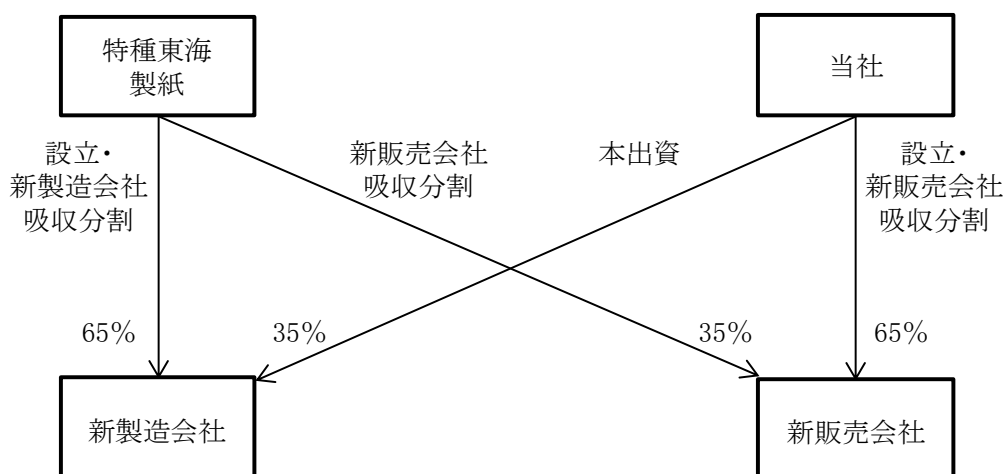 特種東海
製紙
当社
設立・
新製造会社
吸収分割
新販売会社
吸収分割
本出資
設立・
新販売会社
吸収分割
65%
35%
35%
65%
新製造会社
新販売会社